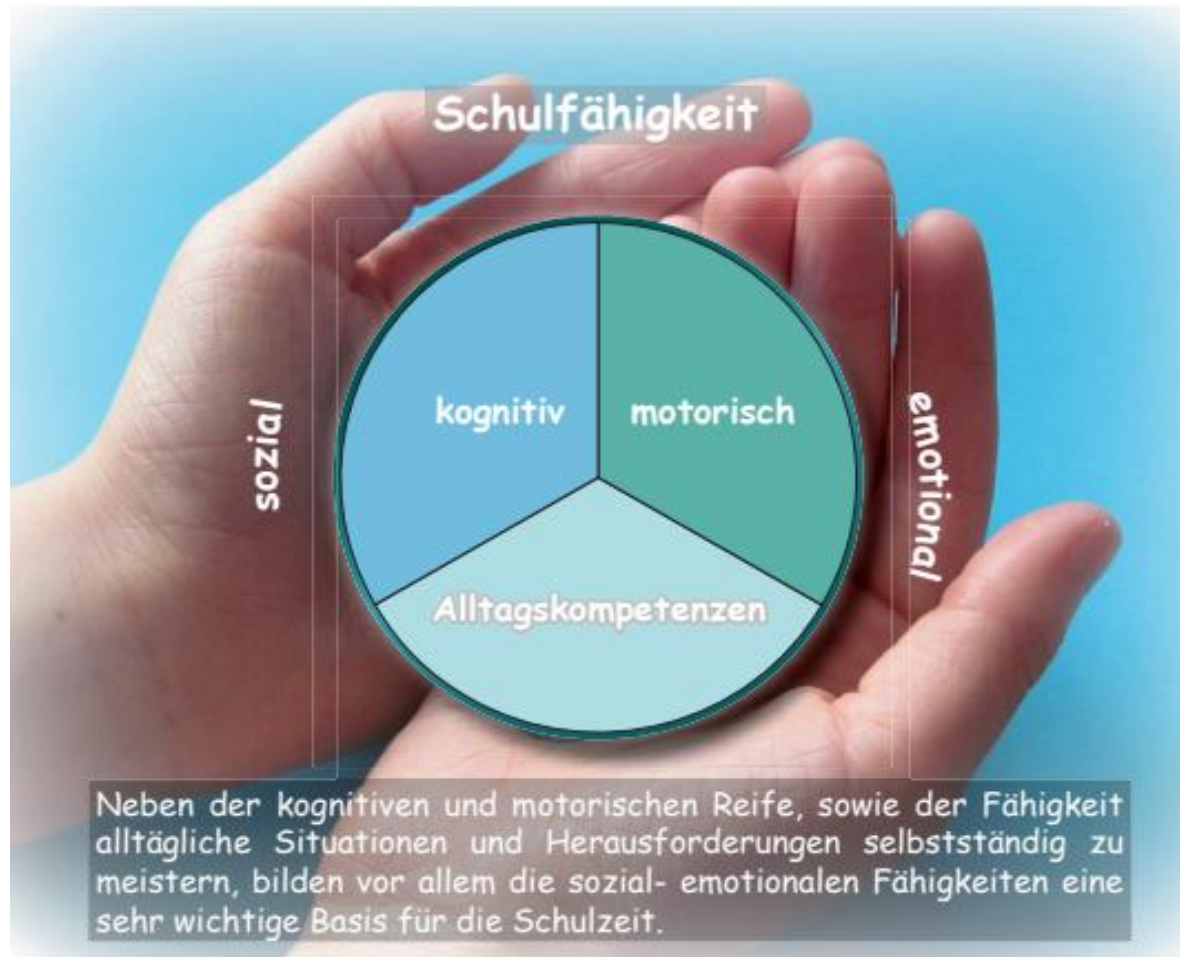 Schulfähigkeit
kognitiv
motorisch
sozial
emotional
Alltagskompetenzen
Neben der kognitiven und motorischen Reife, sowie der Fähigkeit
alltägliche Situationen und Herausforderungen selbstständig zu
meistern, bilden vor allem die sozial- emotionalen Fähigkeiten eine
sehr wichtige Basis für die Schulzeit.